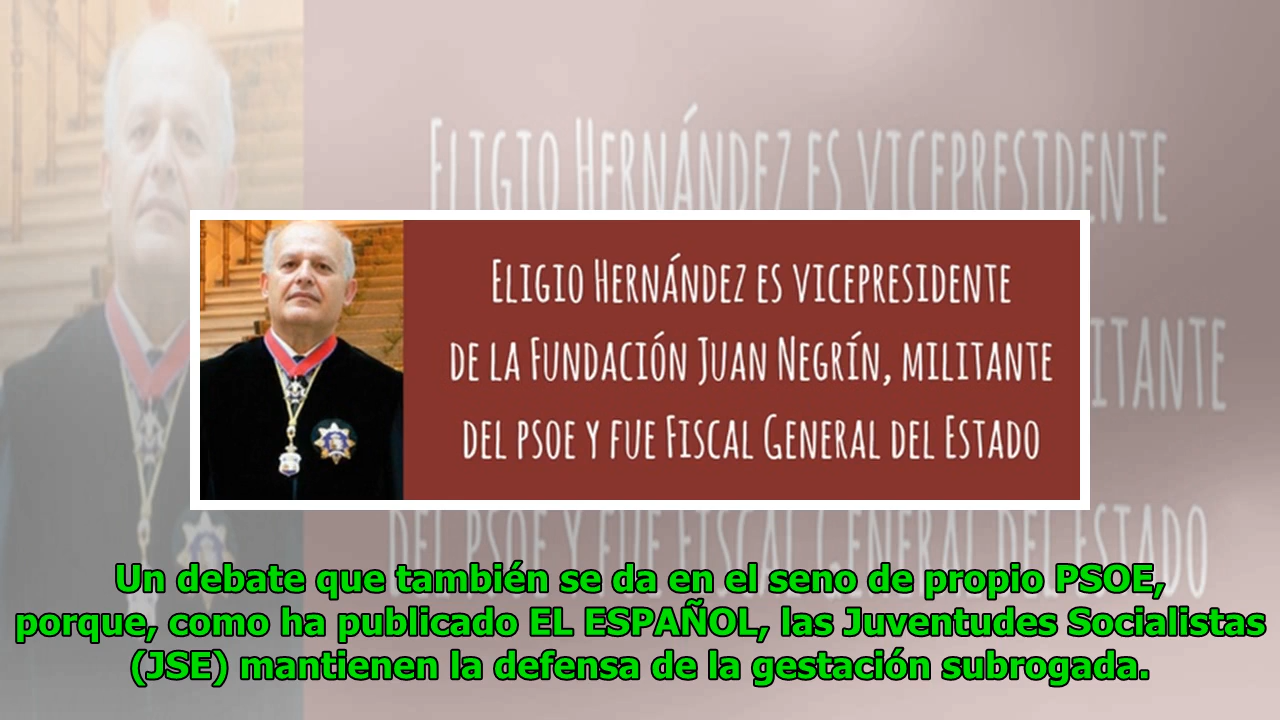 Eligio Hernández es vicepresidente
de la Fundación Juan Negrín, militante
del PSOE y fue Fiscal General del Estado
Un debate que también se da en el seno de propio PSOE,
porque, como ha publicado EL ESPAÑOL, las Juventudes Socialistas
(JSE) mantienen la defensa de la gestación subrogada.